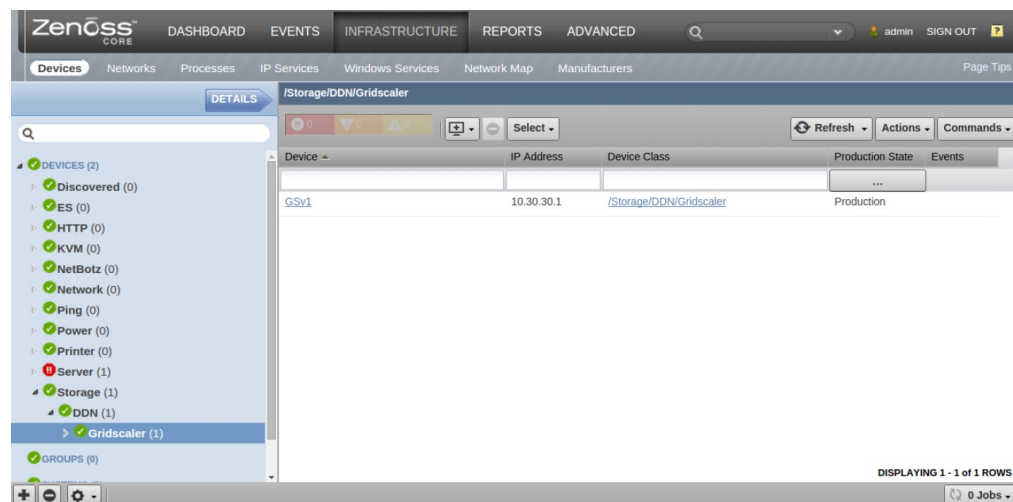 Zenoss
CORE
DASHBOARD EVENTS INFRASTRUCTURE REPORTS ADVANCED admin SIGN OUT ?
Devices Networks Processes IP Services Windows Services Network Map Manufacturers Page Tips
DETAILS
/Storage/DDN/Gridscaler
0 0 0 Select Refresh Actions Commands
Device IP Address Device Class Production State Events
...
GSv1 10.30.30.1 /Storage/DDN/Gridscaler Production
DEVICES (2)
Discovered (0)
ES (0)
HTTP (0)
KVM (0)
NetBotz (0)
Network (0)
Ping (0)
Power (0)
Printer (0)
Server (1)
Storage (1)
DDN (1)
Gridscaler (1)
GROUPS (0)
DISPLAYING 1 - 1 of 1 ROWS
0 Jobs